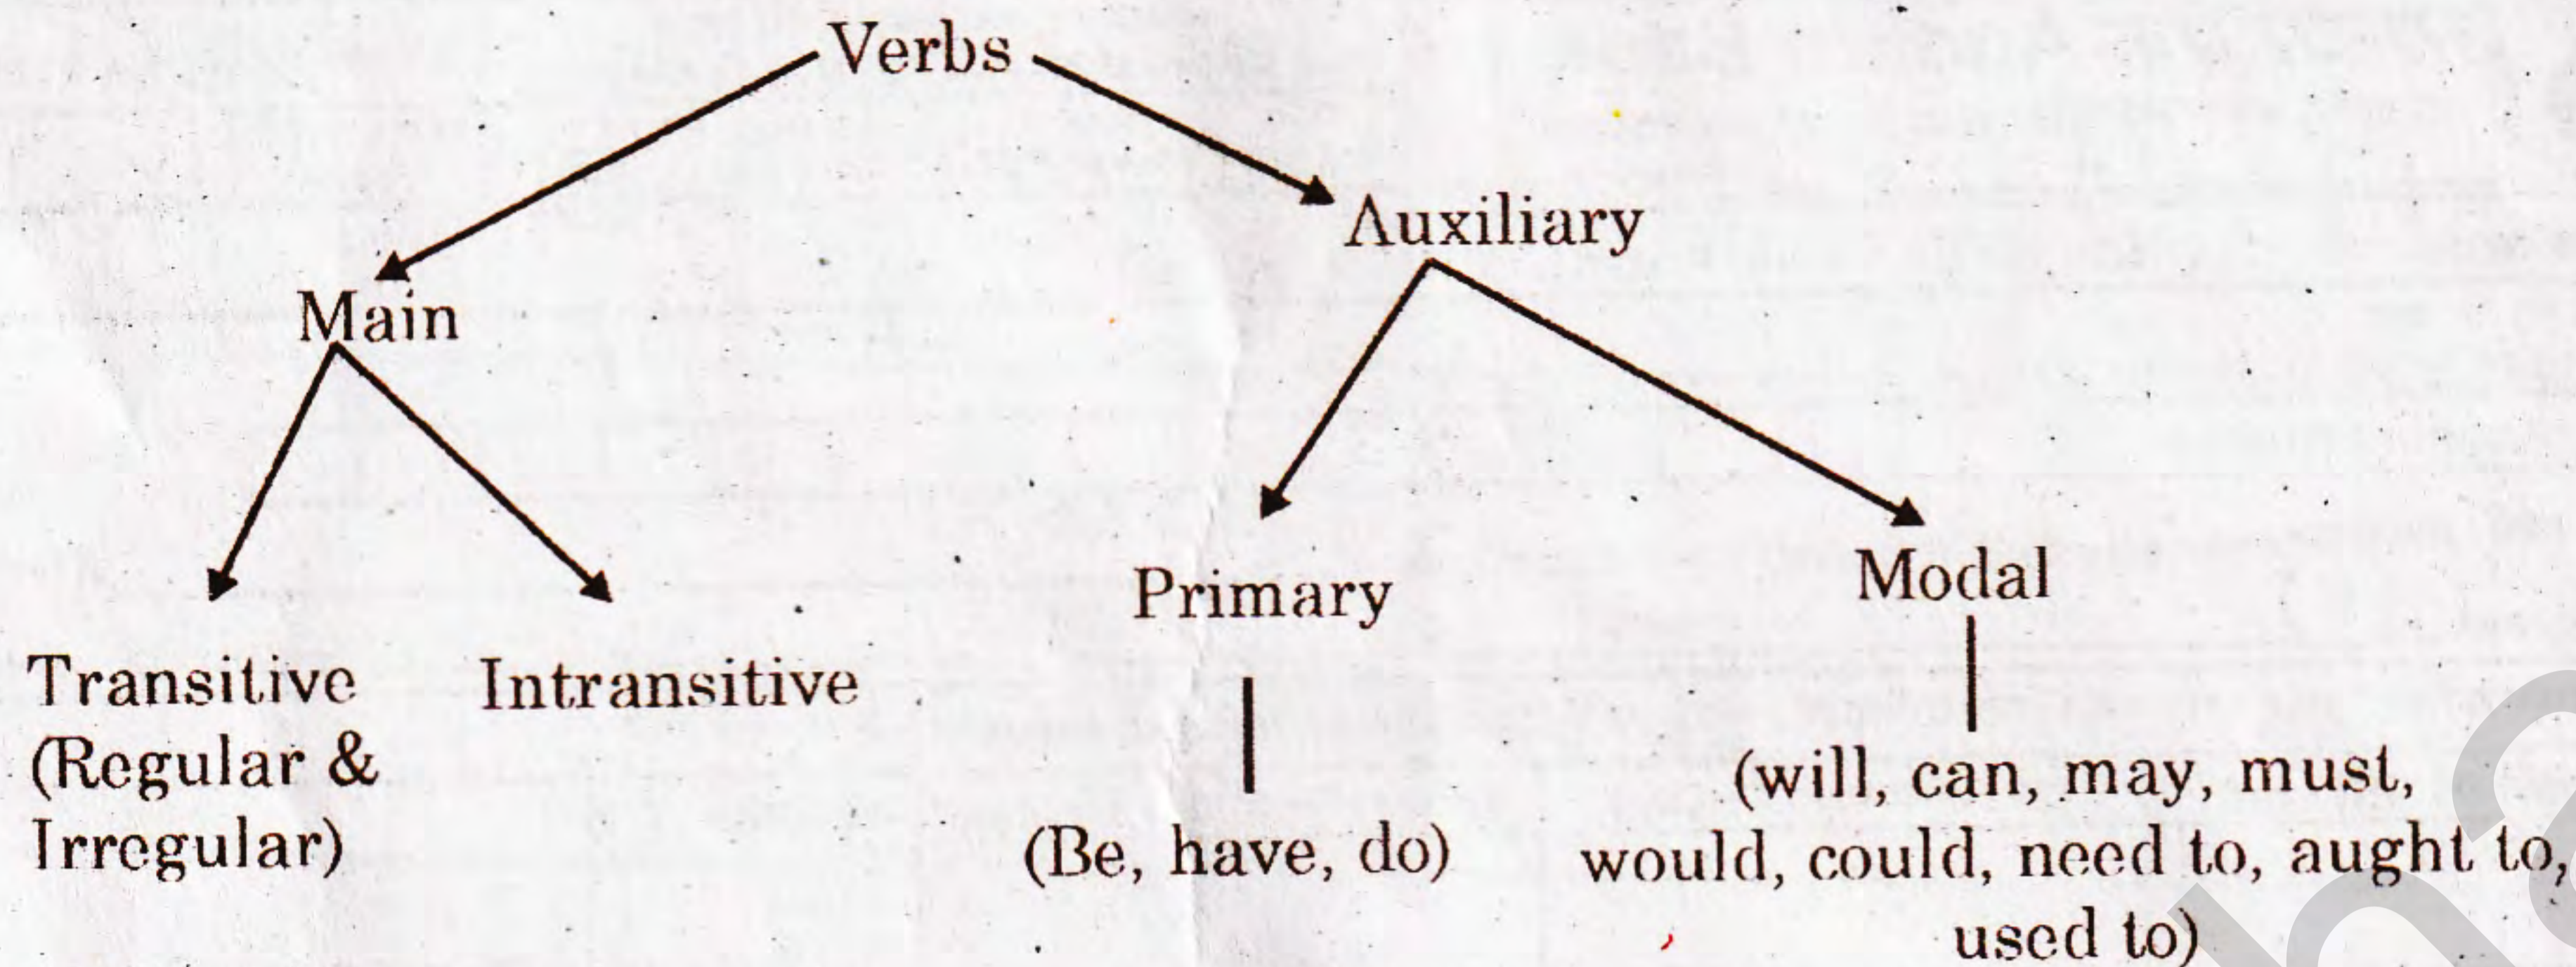 Verbs
Auxiliary
Main
Primary
Modal
Transitive
Intransitive
(Regular &
Irregular)
(Be, have, do)
(will, can, may, must,
would, could, need to, aught to,
used to)